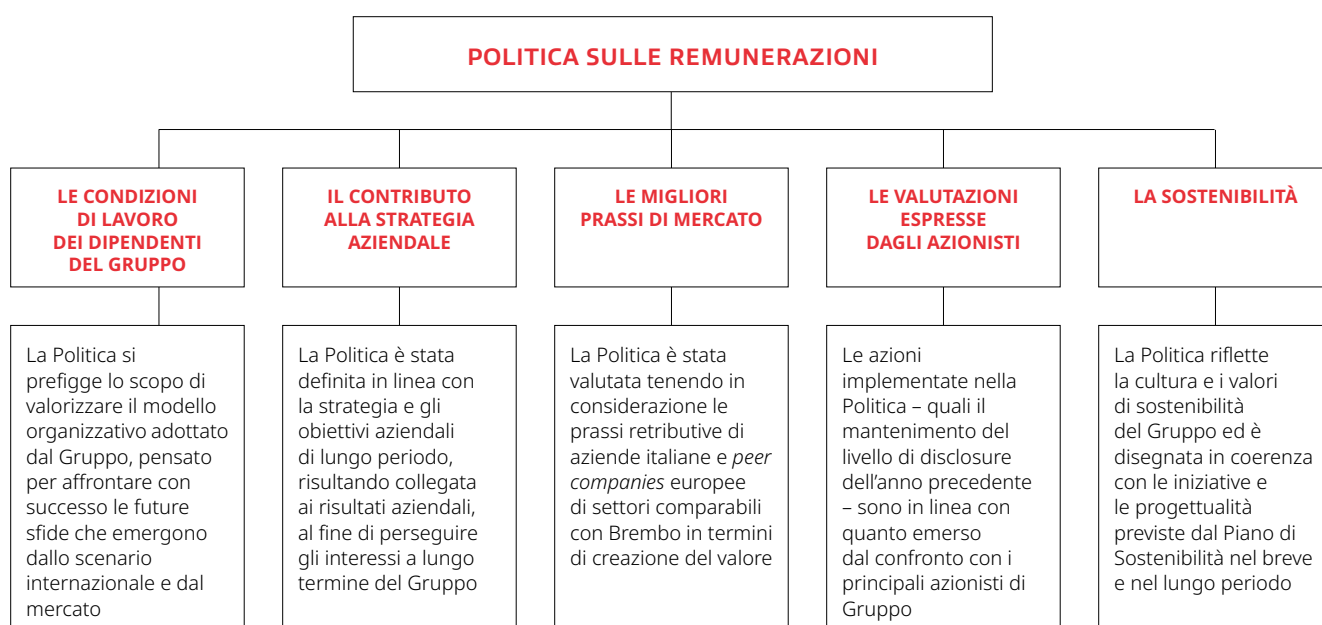 POLITICA SULLE REMUNERAZIONI
LE CONDIZIONI
DI LAVORO
DEI DIPENDENTI
DEL GRUPPO
La Politica si
prefigge lo scopo di
valorizzare il modello
organizzativo adottato
dal Gruppo, pensato
per affrontare con
successo le future
sfide che emergono
dallo scenario
internazionale e dal
mercato
IL CONTRIBUTO
ALLA STRATEGIA
AZIENDALE
La Politica è stata
definita in linea con
la strategia e gli
obiettivi aziendali
di lungo periodo,
risultando collegata
ai risultati aziendali,
al fine di perseguire
gli interessi a lungo
termine del Gruppo
LE MIGLIORI
PRASSI DI MERCATO
La Politica è stata
valutata tenendo in
considerazione le
prassi retributive di
aziende italiane e peer
companies europee
di settori comparabili
con Brembo in termini
di creazione del valore
LE VALUTAZIONI
ESPRESSE
DAGLI AZIONISTI
Le azioni
implementate nella
Politica – quali il
mantenimento del
livello di disclosure
dell’anno precedente
– sono in linea con
quanto emerso
dal confronto con i
principali azionisti di
Gruppo
LA SOSTENIBILITÀ
La Politica riflette
la cultura e i valori
di sostenibilità
del Gruppo ed è
disegnata in coerenza
con le iniziative e
le progettualità
previste dal Piano di
Sostenibilità nel breve
e nel lungo periodo